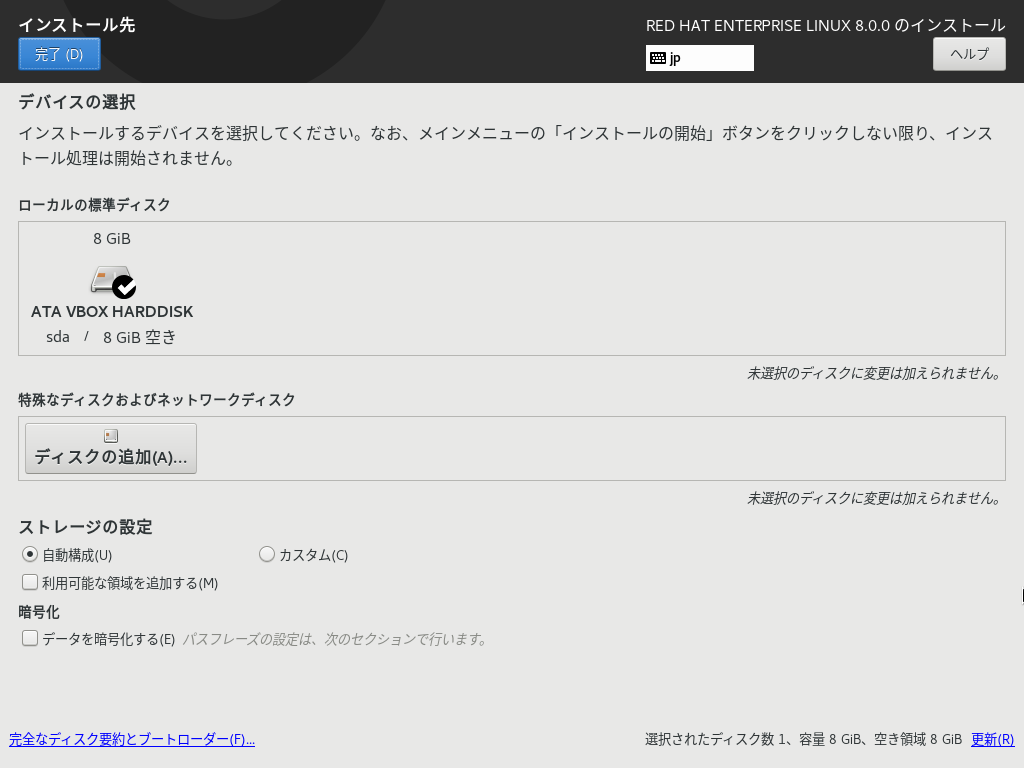 インストール先
RED HAT ENTERPRISE LINUX 8.0.0 のインストール
完了 (D)
jp
ヘルプ
デバイスの選択
インストールするデバイスを選択してください。なお、メインメニューの「インストールの開始」ボタンをクリックしない限り、インス
トール処理は開始されません。
ローカルの標準ディスク
8 GiB
ATA VBOX HARDDISK
sda / 8 GiB 空き
未選択のディスクに変更は加えられません。
特殊なディスクおよびネットワークディスク
ディスクの追加(A)...
未選択のディスクに変更は加えられません。
ストレージの設定
自動構成(U) カスタム(C)
利用可能な領域を追加する(M)
暗号化
データを暗号化する(E) パスフレーズの設定は、次のセクションで行います。
完全なディスク要約とブートローダー(F)... 選択されたディスク数 1、容量 8 GiB、空き領域 8 GiB 更新(R)